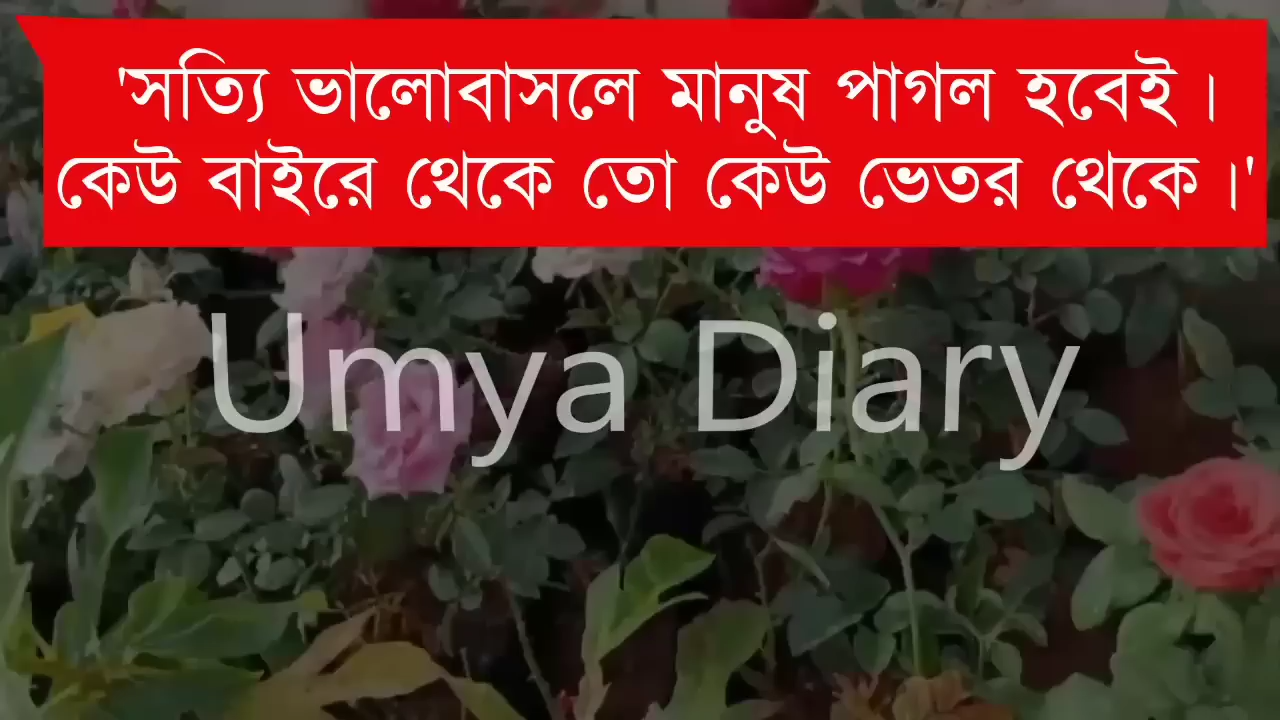 'সত্যি ভালোবাসলে মানুষ পাগল হবেই।
কেউ বাইরে থেকে তো কেউ ভেতর থেকে।'
Umya Diary